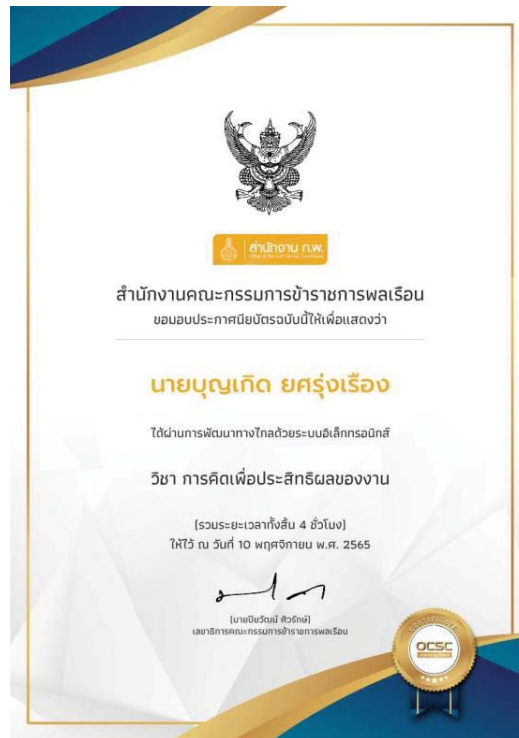 สำนักงาน ก.พ.
สำนักงานคณะกรรมการข้าราชการพลเรือน
ขอมอบประกาศนียบัตรฉบับนี้ให้เพื่อแสดงว่า
นายบุญเกิด ยศรุ่งเรือง
ได้ผ่านการพัฒนาทางไกลด้วยระบบอิเล็กทรอนิกส์
วิชา การคิดเพื่อประสิทธิผลของงาน
(รวมระยะเวลาทั้งสิ้น 4 ชั่วโมง)
ให้ไว้ ณ วันที่ 10 พฤศจิกายน พ.ศ. 2565
(นายปิยวัฒน์ ศิวรักษ์)
เลขาธิการคณะกรรมการข้าราชการพลเรือน
CERTIFICATE
OCSC